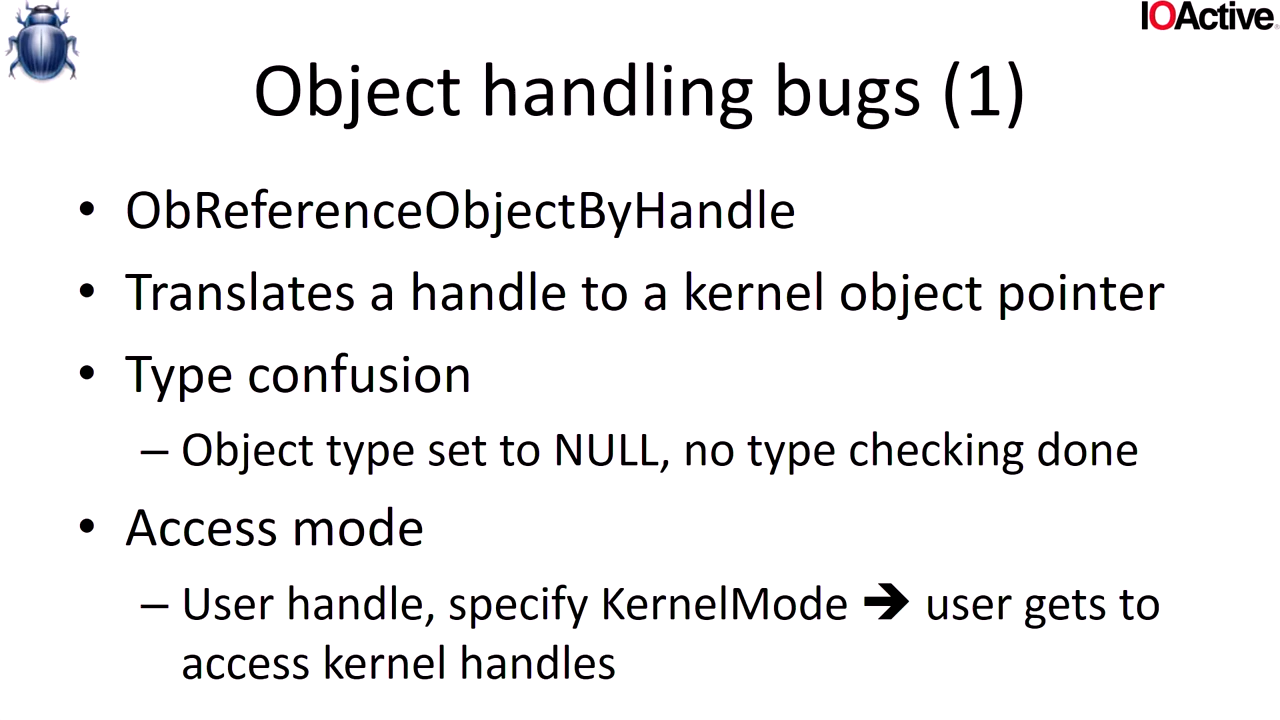 IOActive
Object handling bugs (1)
• ObReferenceObjectByHandle
• Translates a handle to a kernel object pointer
• Type confusion
– Object type set to NULL, no type checking done
• Access mode
– User handle, specify KernelMode ➔ user gets to
access kernel handles